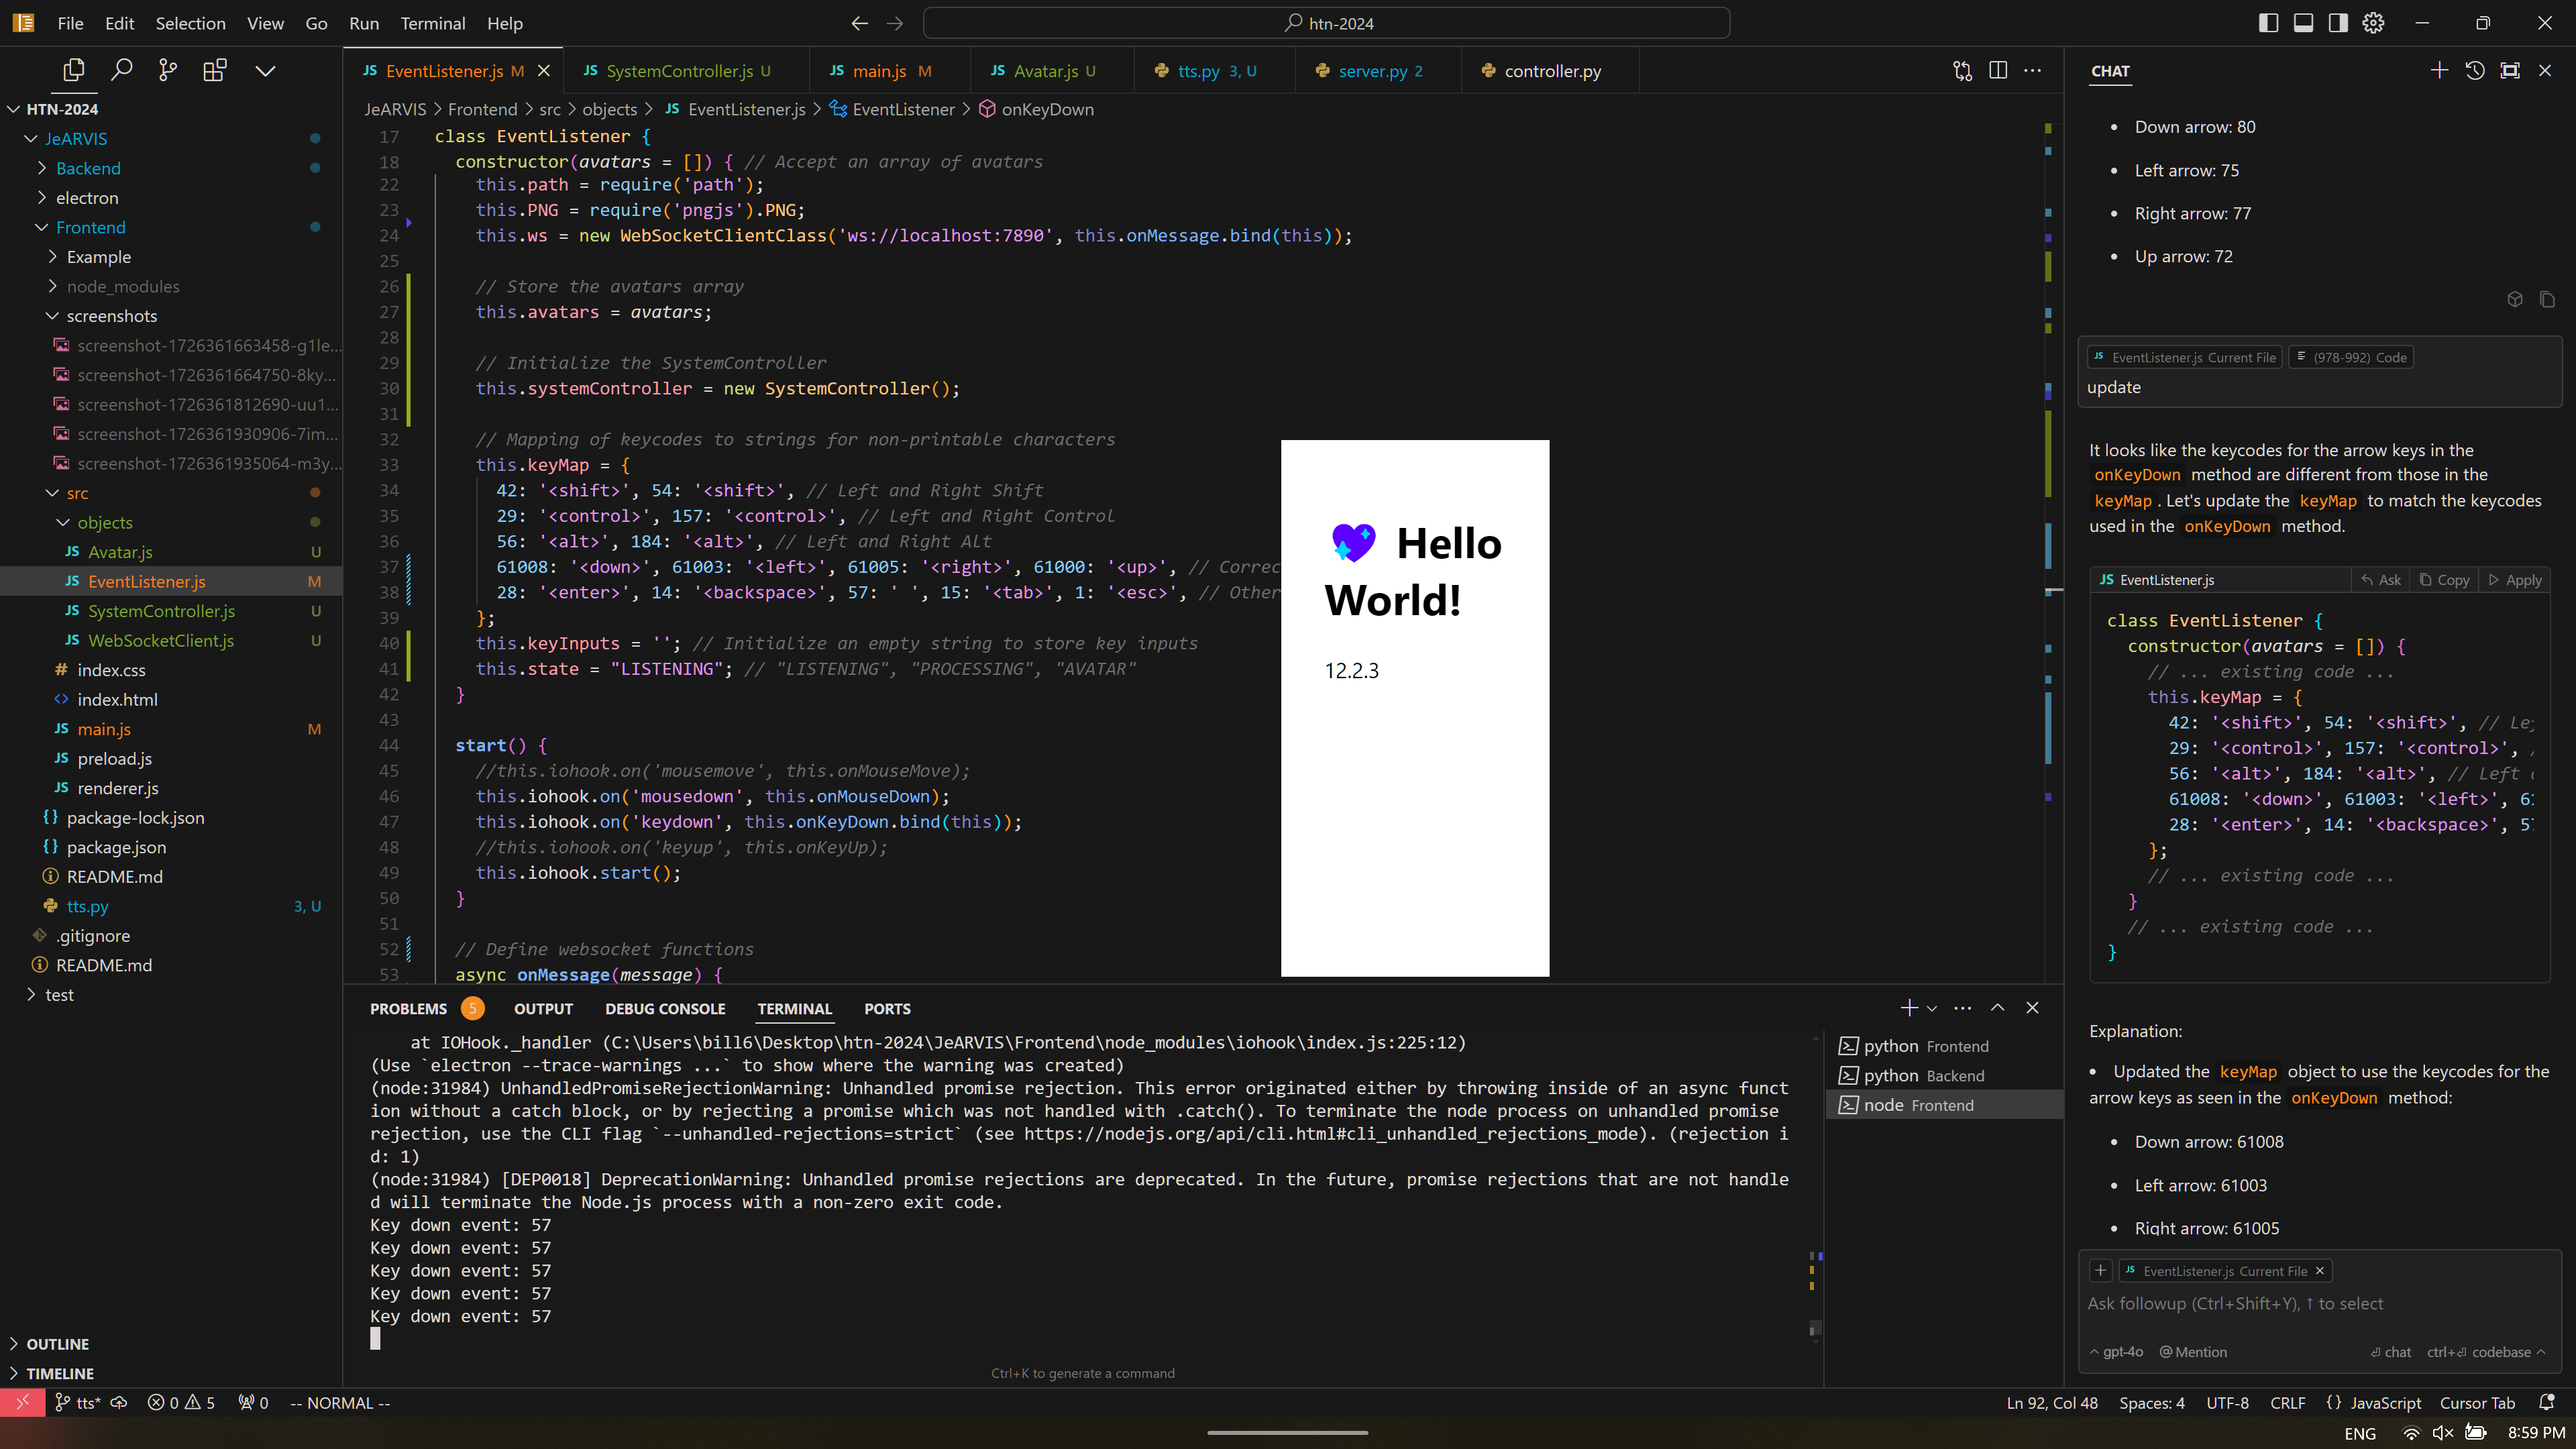 File Edit Selection View Go Run Terminal Help
htn-2024
EventListener.js M
SystemController.js U
main.js M
Avatar.js U
tts.py 3, U
server.py 2
controller.py
HTN-2024
JeARVIS
Backend
electron
Frontend
Example
node_modules
screenshots
screenshot-1726361663458-g1le...
screenshot-1726361664750-8ky...
screenshot-1726361812690-uu1...
screenshot-1726361930906-7im...
screenshot-1726361935064-m3y...
src
objects
Avatar.js U
EventListener.js M
SystemController.js U
WebSocketClient.js U
index.css
index.html
main.js M
preload.js
renderer.js
package-lock.json
package.json
README.md
tts.py 3, U
.gitignore
README.md
test
OUTLINE
TIMELINE
JeARVIS > Frontend > src > objects > JS EventListener.js > EventListener > onKeyDown
17 class EventListener {
18 constructor(avatars = []) { // Accept an array of avatars
22 this.path = require('path');
23 this.PNG = require('pngjs').PNG;
24 this.ws = new WebSocketClientClass('ws://localhost:7890', this.onMessage.bind(this));
25
26 // Store the avatars array
27 this.avatars = avatars;
28
29 // Initialize the SystemController
30 this.systemController = new SystemController();
31
32 // Mapping of keycodes to strings for non-printable characters
33 this.keyMap = {
34 42: '<shift>', 54: '<shift>', // Left and Right Shift
35 29: '<control>', 157: '<control>', // Left and Right Control
36 56: '<alt>', 184: '<alt>', // Left and Right Alt
37 61008: '<down>', 61003: '<left>', 61005: '<right>', 61000: '<up>', // Correc
38 28: '<enter>', 14: '<backspace>', 57: ' ', 15: '<tab>', 1: '<esc>', // Other
39 };
40 this.keyInputs = ''; // Initialize an empty string to store key inputs
41 this.state = "LISTENING"; // "LISTENING", "PROCESSING", "AVATAR"
42 }
43
44 start() {
45 //this.iohook.on('mousemove', this.onMouseMove);
46 this.iohook.on('mousedown', this.onMouseDown);
47 this.iohook.on('keydown', this.onKeyDown.bind(this));
48 //this.iohook.on('keyup', this.onKeyUp);
49 this.iohook.start();
50 }
51
52 // Define websocket functions
53 async onMessage(message) {
💜 Hello
World!
12.2.3
PROBLEMS 5 OUTPUT DEBUG CONSOLE TERMINAL PORTS
at IOHook._handler (C:\Users\bill6\Desktop\htn-2024\JeARVIS\Frontend\node_modules\iohook\index.js:225:12)
(Use `electron --trace-warnings ...` to show where the warning was created)
(node:31984) UnhandledPromiseRejectionWarning: Unhandled promise rejection. This error originated either by throwing inside of an async funct
ion without a catch block, or by rejecting a promise which was not handled with .catch(). To terminate the node process on unhandled promise
rejection, use the CLI flag `--unhandled-rejections=strict` (see https://nodejs.org/api/cli.html#cli_unhandled_rejections_mode). (rejection i
d: 1)
(node:31984) [DEP0018] DeprecationWarning: Unhandled promise rejections are deprecated. In the future, promise rejections that are not handle
d will terminate the Node.js process with a non-zero exit code.
Key down event: 57
Key down event: 57
Key down event: 57
Key down event: 57
Key down event: 57
Ctrl+K to generate a command
python Frontend
python Backend
node Frontend
CHAT
• Down arrow: 80
• Left arrow: 75
• Right arrow: 77
• Up arrow: 72
JS EventListener.js Current File (978-992) Code
update
It looks like the keycodes for the arrow keys in the
onKeyDown method are different from those in the
keyMap . Let's update the keyMap to match the keycodes
used in the onKeyDown method.
JS EventListener.js Ask Copy Apply
class EventListener {
constructor(avatars = []) {
// ... existing code ...
this.keyMap = {
42: '<shift>', 54: '<shift>', // Le
29: '<control>', 157: '<control>', /
56: '<alt>', 184: '<alt>', // Left
61008: '<down>', 61003: '<left>', 6
28: '<enter>', 14: '<backspace>', 5
};
// ... existing code ...
}
// ... existing code ...
}
Explanation:
• Updated the keyMap object to use the keycodes for the
arrow keys as seen in the onKeyDown method:
• Down arrow: 61008
• Left arrow: 61003
• Right arrow: 61005
JS EventListener.js Current File
Ask followup (Ctrl+Shift+Y), ↑ to select
gpt-4o @ Mention chat ctrl+⏎ codebase
tts* 0 5 0 -- NORMAL -- Ln 92, Col 48 Spaces: 4 UTF-8 CRLF {} JavaScript Cursor Tab
ENG 8:59 PM